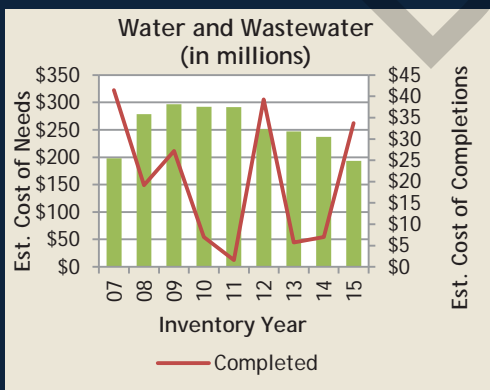 Water and Wastewater
(in millions)
Est. Cost of Needs
$350
$300
$250
$200
$150
$100
$50
$0
$45
$40
$35
$30
$25
$20
$15
$10
$5
$0
Est. Cost of Completions
07 08 09 10 11 12 13 14 15
Inventory Year
Completed